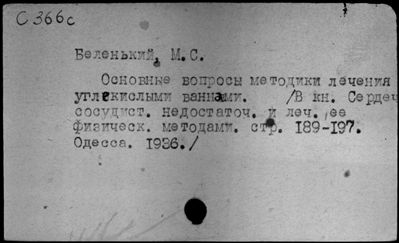 С 366с
Беленький, М.С.
Основные вопросы методики лечения
углекислыми ваннами. /В кн. Сердеч
сосудист. недостаточ. и леч. ее
физическ. методами. стр. 189-197.
Одесса. 1936./